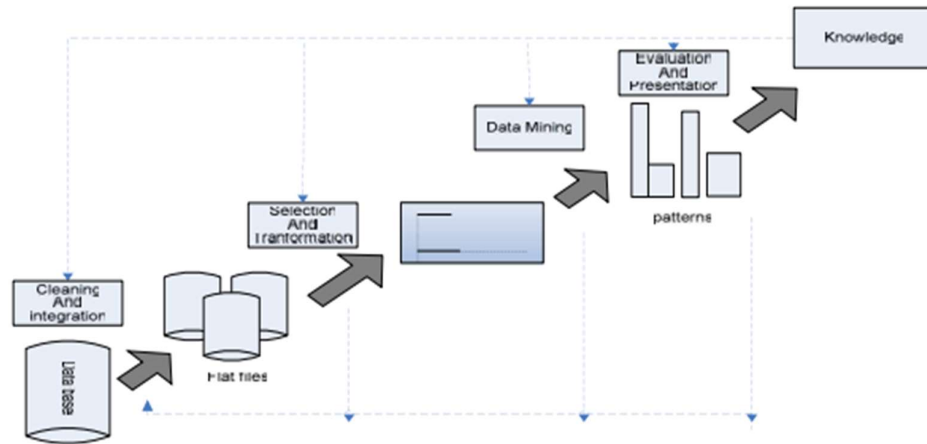 Knowledge
Evaluation
And
Presentation
Data Mining
patterns
Selection
And
Tranformation
Cleaning
And
integration
Flat files
Data base